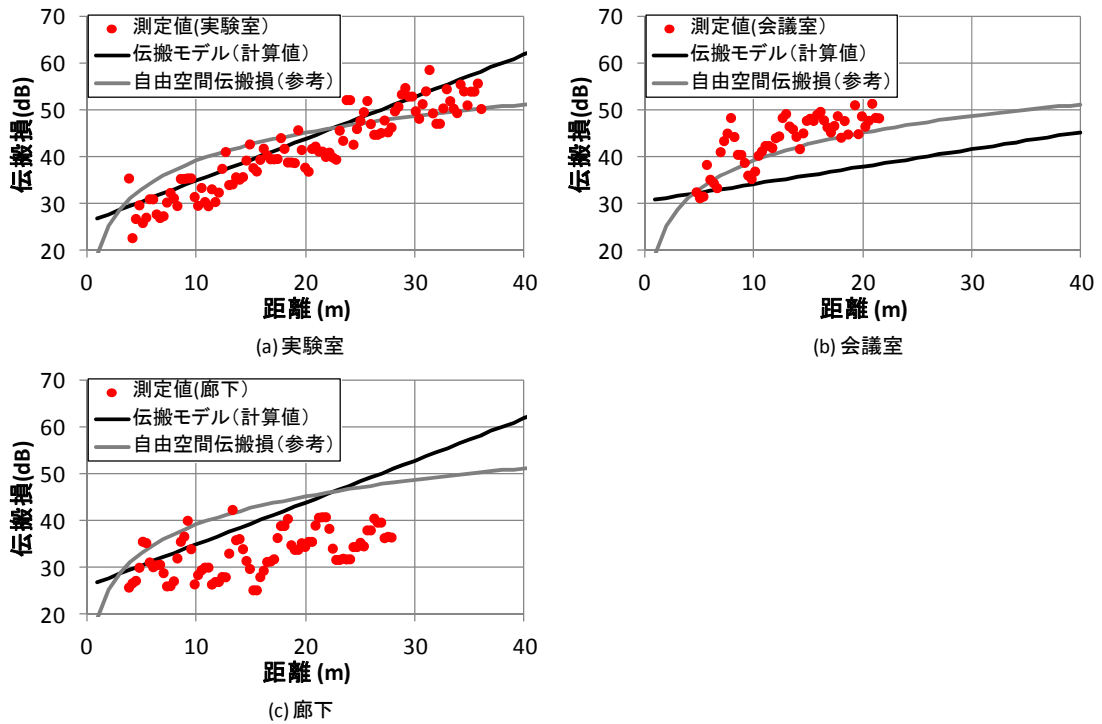 伝搬損(dB)
70
60
50
40
30
20
測定値(実験室)
伝搬モデル(計算値)
自由空間伝搬損(参考)
0 10 20 30 40
距離 (m)
(a) 実験室
伝搬損(dB)
70
60
50
40
30
20
測定値(会議室)
伝搬モデル(計算値)
自由空間伝搬損(参考)
0 10 20 30 40
距離 (m)
(b) 会議室
伝搬損(dB)
70
60
50
40
30
20
測定値(廊下)
伝搬モデル(計算値)
自由空間伝搬損(参考)
0 10 20 30 40
距離 (m)
(c) 廊下